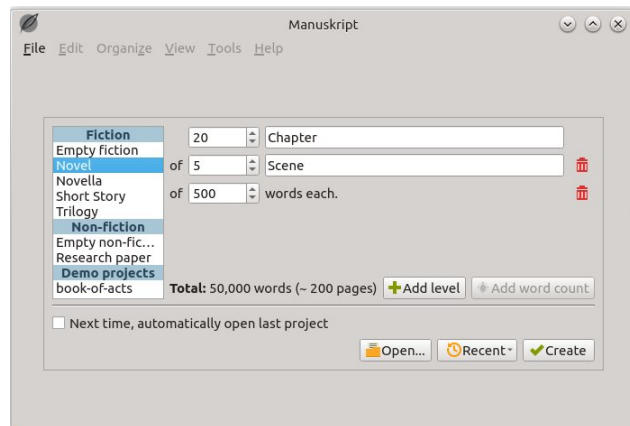 Manuskript
File Edit Organize View Tools Help
Fiction
Empty fiction
Novel
Novella
Short Story
Trilogy
Non-fiction
Empty non-fic...
Research paper
Demo projects
book-of-acts
20 Chapter
of 5 Scene
of 500 words each.
Total: 50,000 words (~ 200 pages) Add level Add word count
Next time, automatically open last project
Open... Recent Create